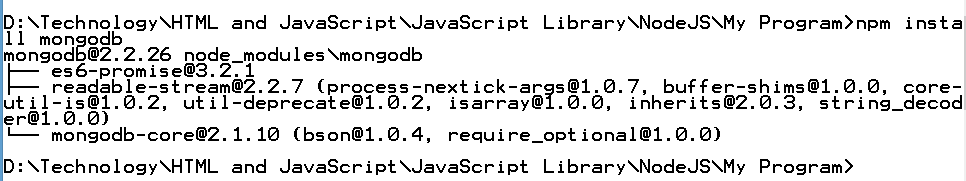 D:\Technology\HTML and JavaScript\JavaScript Library\NodeJS\My Program>npm insta
ll mongodb
mongodb@2.2.26 node_modules\mongodb
├── es6-promise@3.2.1
├── readable-stream@2.2.7 (process-nextick-args@1.0.7, buffer-shims@1.0.0, core-
util-is@1.0.2, util-deprecate@1.0.2, isarray@1.0.0, inherits@2.0.3, string_decod
er@1.0.0)
└── mongodb-core@2.1.10 (bson@1.0.4, require_optional@1.0.0)
D:\Technology\HTML and JavaScript\JavaScript Library\NodeJS\My Program>